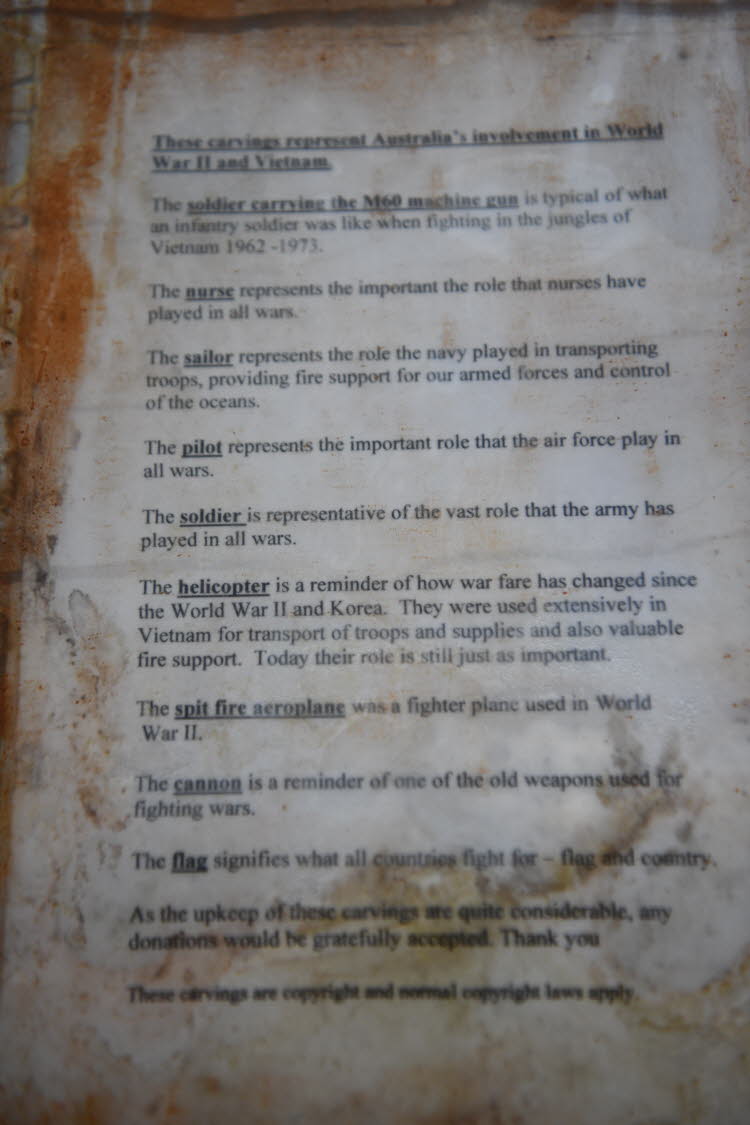 These carvings represent Australia's involvement in World
War II and Vietnam.
The soldier carrying the M60 machine gun is typical of what
an infantry soldier was like when fighting in the jungles of
Vietnam 1962 -1973.
The nurse represents the important the role that nurses have
played in all wars.
The sailor represents the role the navy played in transporting
troops, providing fire support for our armed forces and control
of the oceans.
The pilot represents the important role that the air force play in
all wars.
The soldier is representative of the vast role that the army has
played in all wars.
The helicopter is a reminder of how war fare has changed since
the World War II and Korea. They were used extensively in
Vietnam for transport of troops and supplies and also valuable
fire support. Today their role is still just as important.
The spit fire aeroplane was a fighter plane used in World
War II.
The cannon is a reminder of one of the old weapons used for
fighting wars.
The flag signifies what all countries fight for – flag and country.
As the upkeep of these carvings are quite considerable, any
donations would be gratefully accepted. Thank you
These carvings are copyright and normal copyright laws apply.